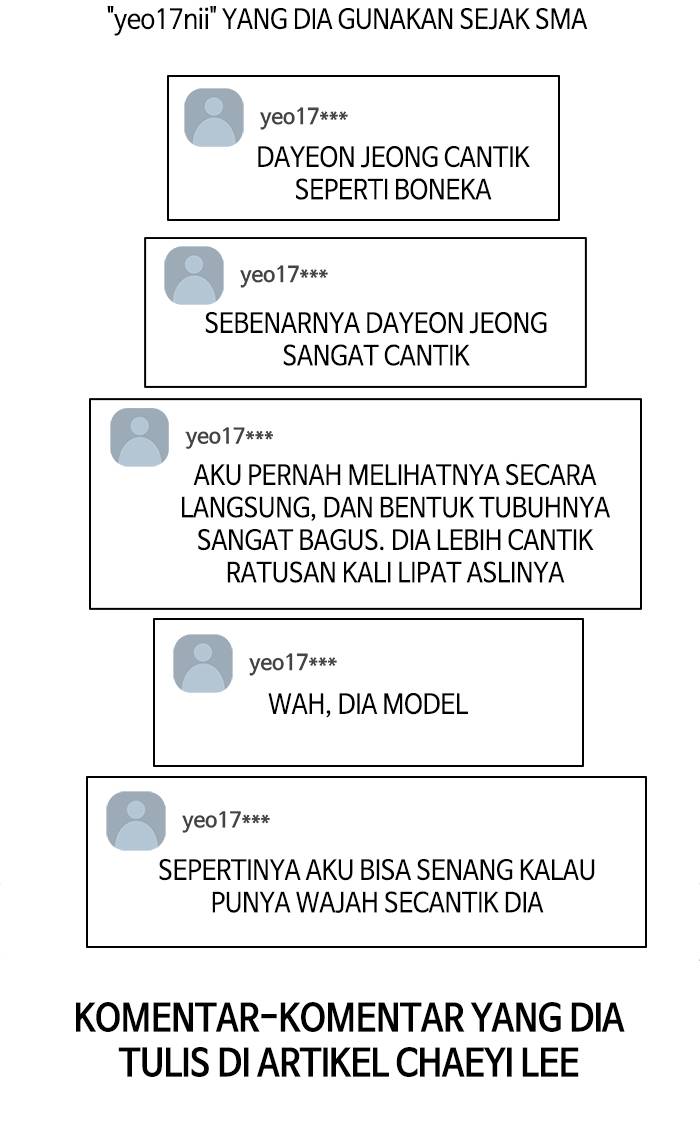 "yeo17nii" YANG DIA GUNAKAN SEJAK SMA
yeo17***
DAYEON JEONG CANTIK
SEPERTI BONEKA
yeo17***
SEBENARNYA DAYEON JEONG
SANGAT CANTIK
yeo17***
AKU PERNAH MELIHATNYA SECARA
LANGSUNG, DAN BENTUK TUBUHNYA
SANGAT BAGUS. DIA LEBIH CANTIK
RATUSAN KALI LIPAT ASLINYA
yeo17***
WAH, DIA MODEL
yeo17***
SEPERTINYA AKU BISA SENANG KALAU
PUNYA WAJAH SECANTIK DIA
KOMENTAR-KOMENTAR YANG DIA
TULIS DI ARTIKEL CHAEYI LEE